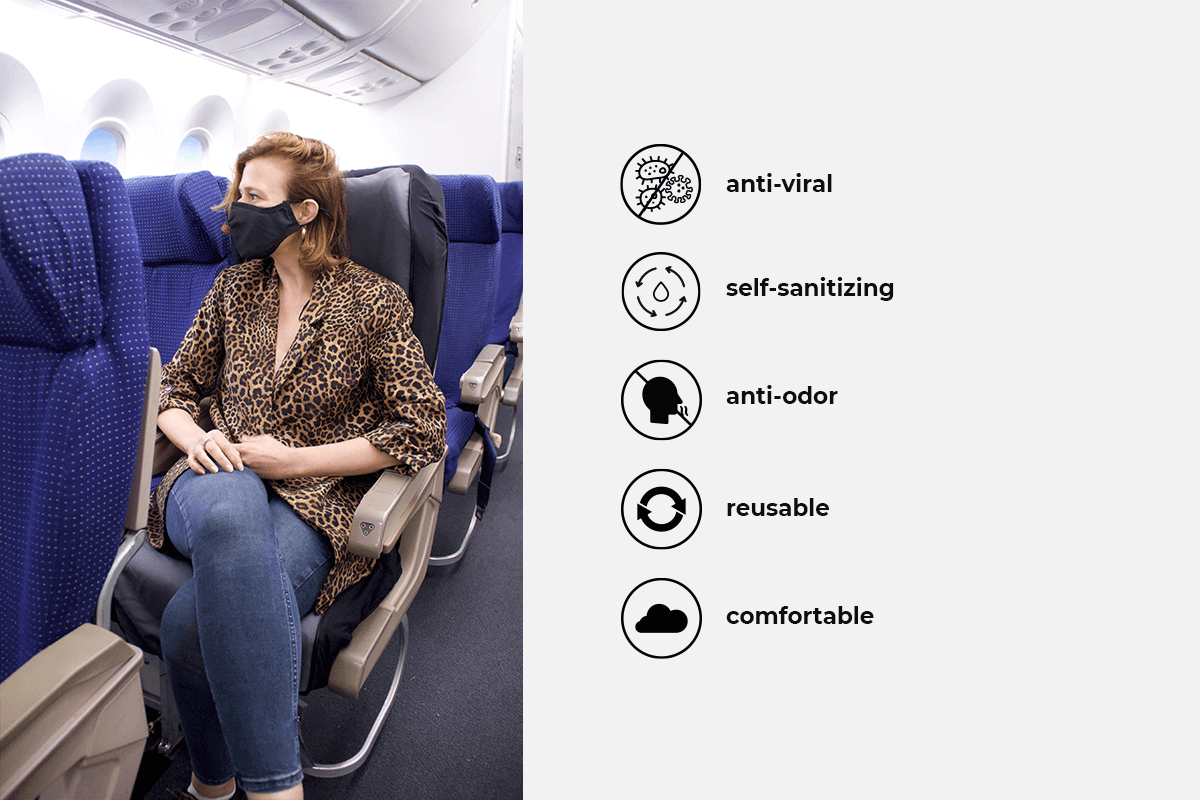 anti-viral
self-sanitizing
anti-odor
reusable
comfortable